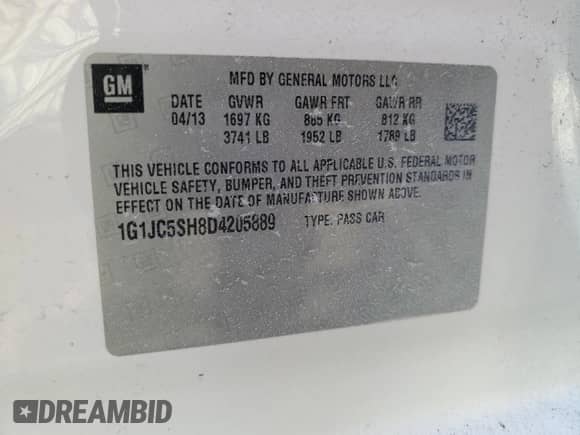 GM
MFD BY GENERAL MOTORS LLC
DATE GVWR GAWR FRT GAWR RR
04/13 1697 KG 885 KG 812 KG
3741 LB 1952 LB 1789 LB
THIS VEHICLE CONFORMS TO ALL APPLICABLE U.S. FEDERAL MOTOR
VEHICLE SAFETY, BUMPER, AND THEFT PREVENTION STANDARDS IN
EFFECT ON THE DATE OF MANUFACTURE SHOWN ABOVE.
1G1JC5SH8D4205889 TYPE: PASS CAR
DREAMBID